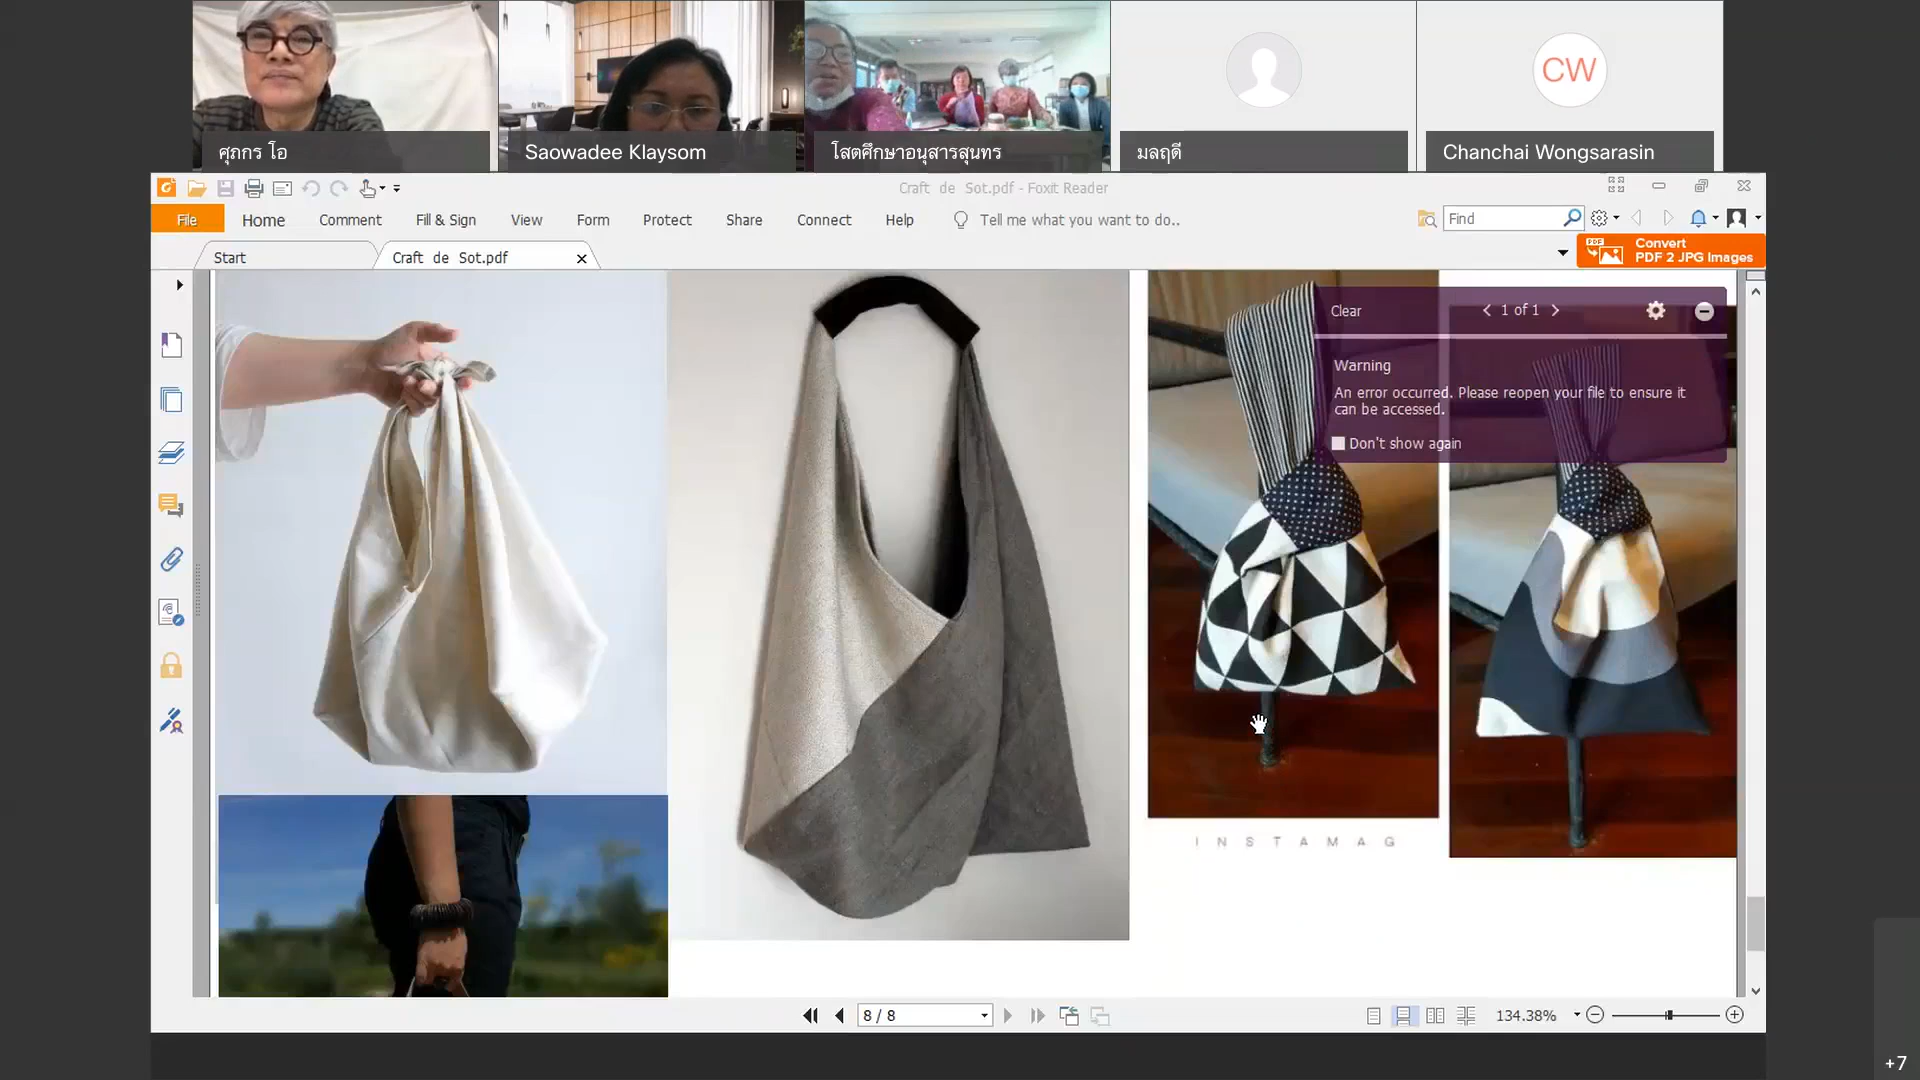 ศุภกร โอ
Saowadee Klaysom
โสตศึกษาอนุสารสุนทร
มลฤดี
CW
Chanchai Wongsarasin
Craft de Sot.pdf - Foxit Reader
File
Home
Comment
Fill & Sign
View
Form
Protect
Share
Connect
Help
Tell me what you want to do..
Find
Start
Craft de Sot.pdf
Convert
PDF 2 JPG Images
Clear
1 of 1
Warning
An error occurred. Please reopen your file to ensure it
can be accessed.
Don't show again
INSTAMAG
8 / 8
134.38%
+7